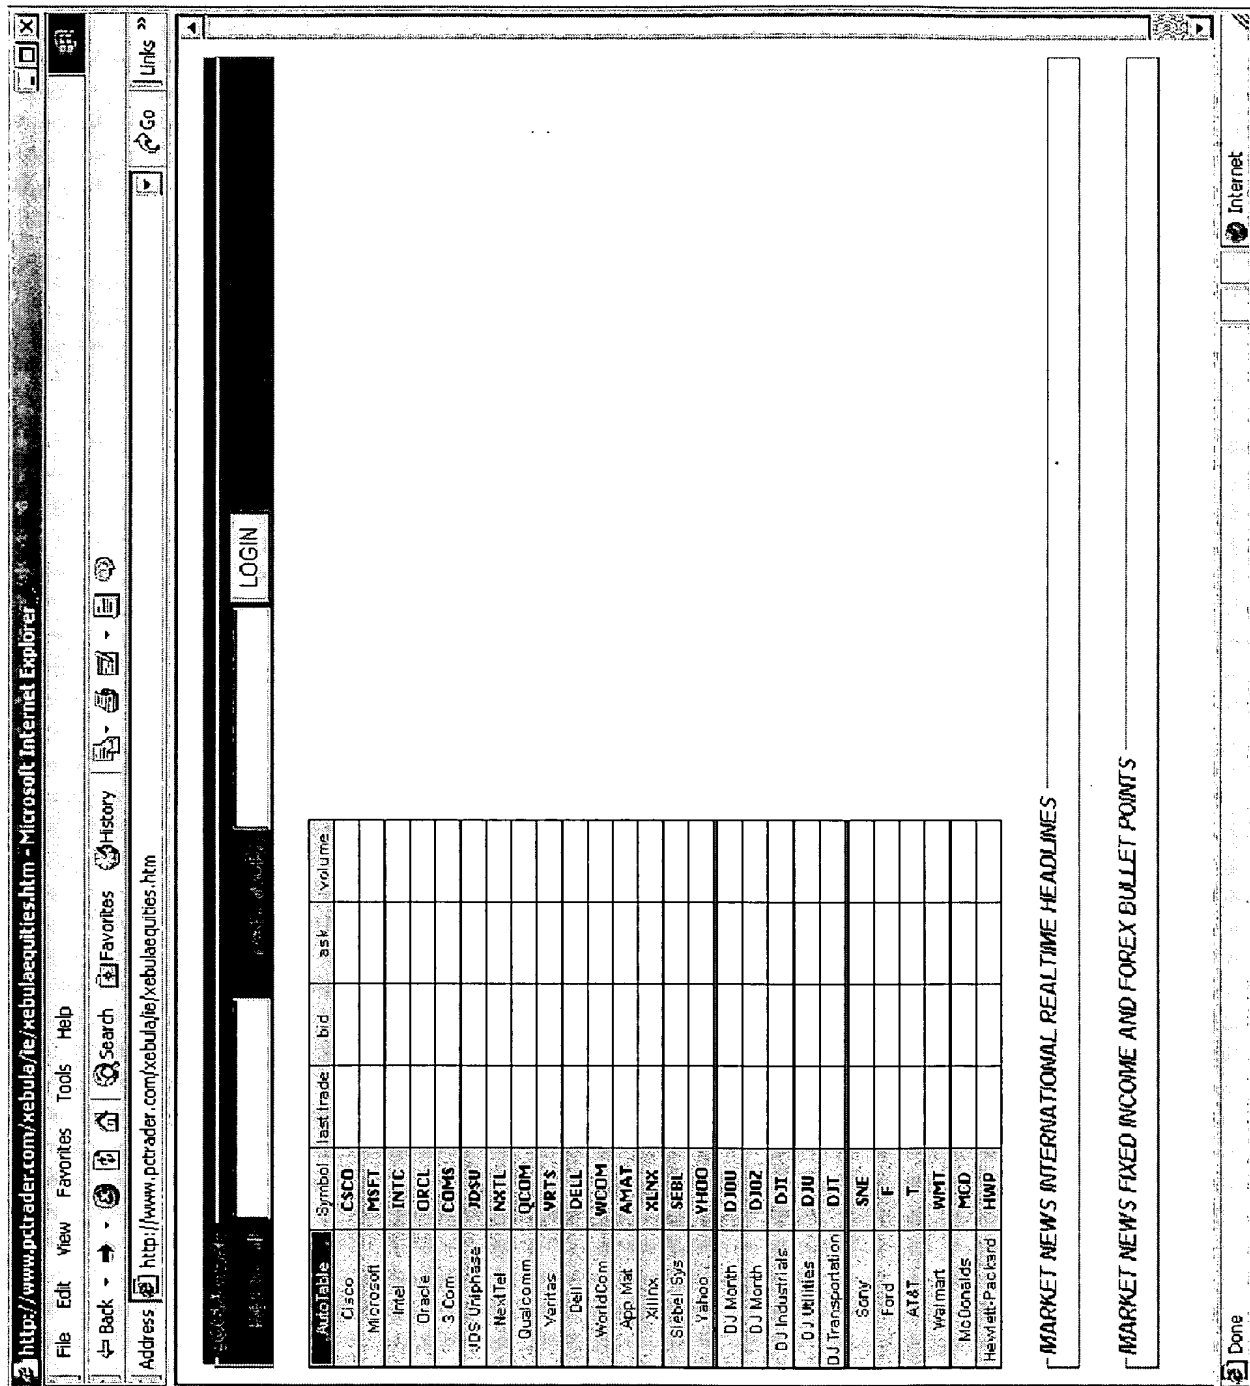 http://www.pctrader.com/xebula/ie/xebulaequities.htm - Microsoft Internet Explorer
File Edit View Favorites Tools Help
Back Search Favorites History
Address http://www.pctrader.com/xebula/ie/xebulaequities.htm Go Links »
LOGIN
AutoTable Symbol last trade bid ask volume
Cisco CSCO
Microsoft MSFT
Intel INTC
Oracle ORCL
3 Com COMS
JDS Uniphase JDSU
NextTel NXTL
Qualcomm QCOM
Veritas VRTS
Dell DELL
WorldCom WCOM
App Mat AMAT
Xilinx XLNX
Siebel Sys SEBL
Yahoo YHOO
DJ Month DJ0U
DJ Month DJ0Z
DJ Industrials DJI
DJ Utilities DJU
DJ Transportation DJT
Sony SNE
Ford F
AT&T T
Walmart WMT
McDonalds MCD
Hewlett-Packard HWP
MARKET NEWS INTERNATIONAL REALTIME HEADLINES
MARKET NEWS FIXED INCOME AND FOREX BULLET POINTS
Done Internet